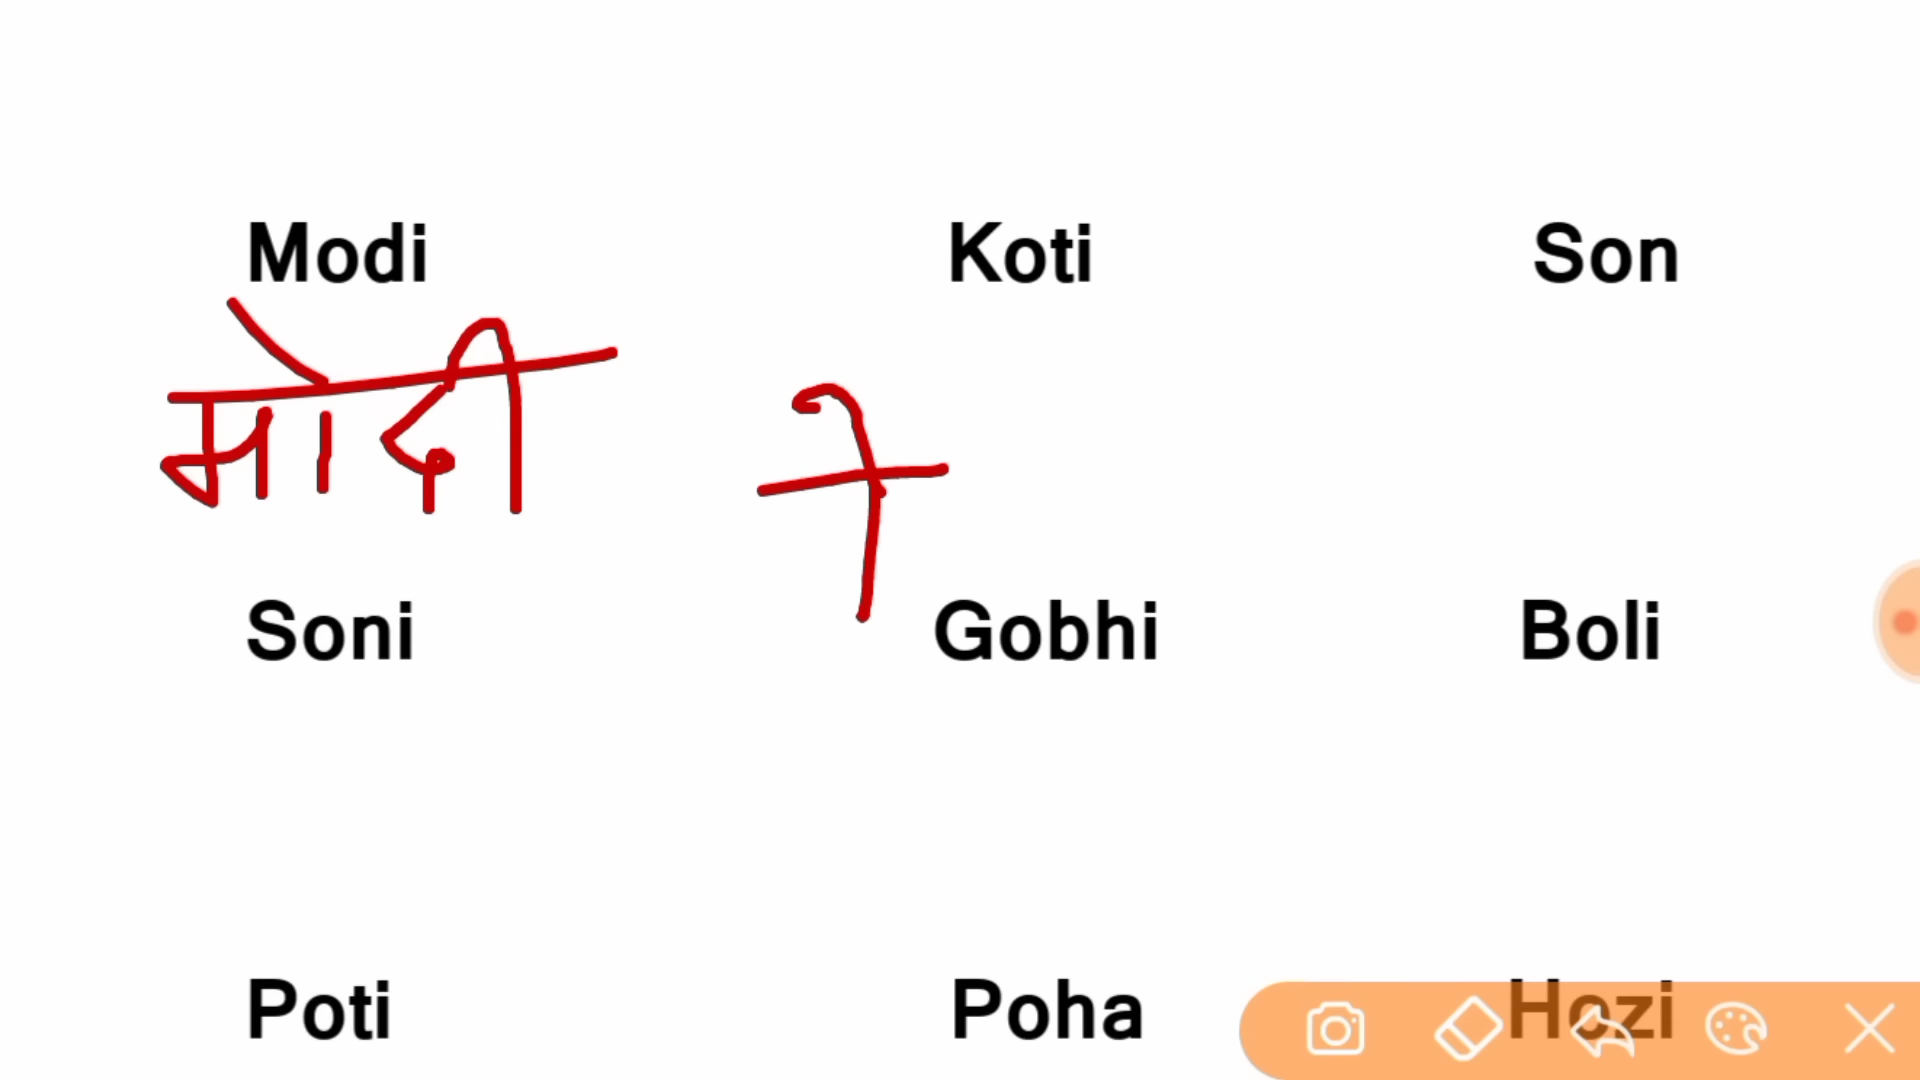 Modi Koti Son
मोदी
Soni Gobhi Boli
Poti Poha Hozi